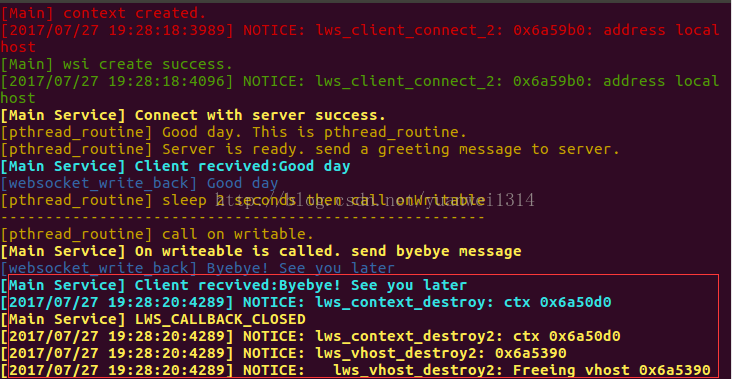 [Main] context created.
[2017/07/27 19:28:18:3989] NOTICE: lws_client_connect_2: 0x6a59b0: address local
host
[Main] wsi create success.
[2017/07/27 19:28:18:4096] NOTICE: lws_client_connect_2: 0x6a59b0: address local
host
[Main Service] Connect with server success.
[pthread_routine] Good day. This is pthread_routine.
[pthread_routine] Server is ready. send a greeting message to server.
[Main Service] Client recvived:Good day
[websocket_write_back] Good day
[pthread_routine] sleep 2 seconds then call onWritable
------------------------------------------------------
[pthread_routine] call on writable.
[Main Service] On writeable is called. send byebye message
[websocket_write_back] Byebye! See you later
[Main Service] Client recvived:Byebye! See you later
[2017/07/27 19:28:20:4289] NOTICE: lws_context_destroy: ctx 0x6a50d0
[Main Service] LWS_CALLBACK_CLOSED
[2017/07/27 19:28:20:4289] NOTICE: lws_context_destroy2: ctx 0x6a50d0
[2017/07/27 19:28:20:4289] NOTICE: lws_vhost_destroy2: 0x6a5390
[2017/07/27 19:28:20:4289] NOTICE:   lws_vhost_destroy2: Freeing vhost 0x6a5390